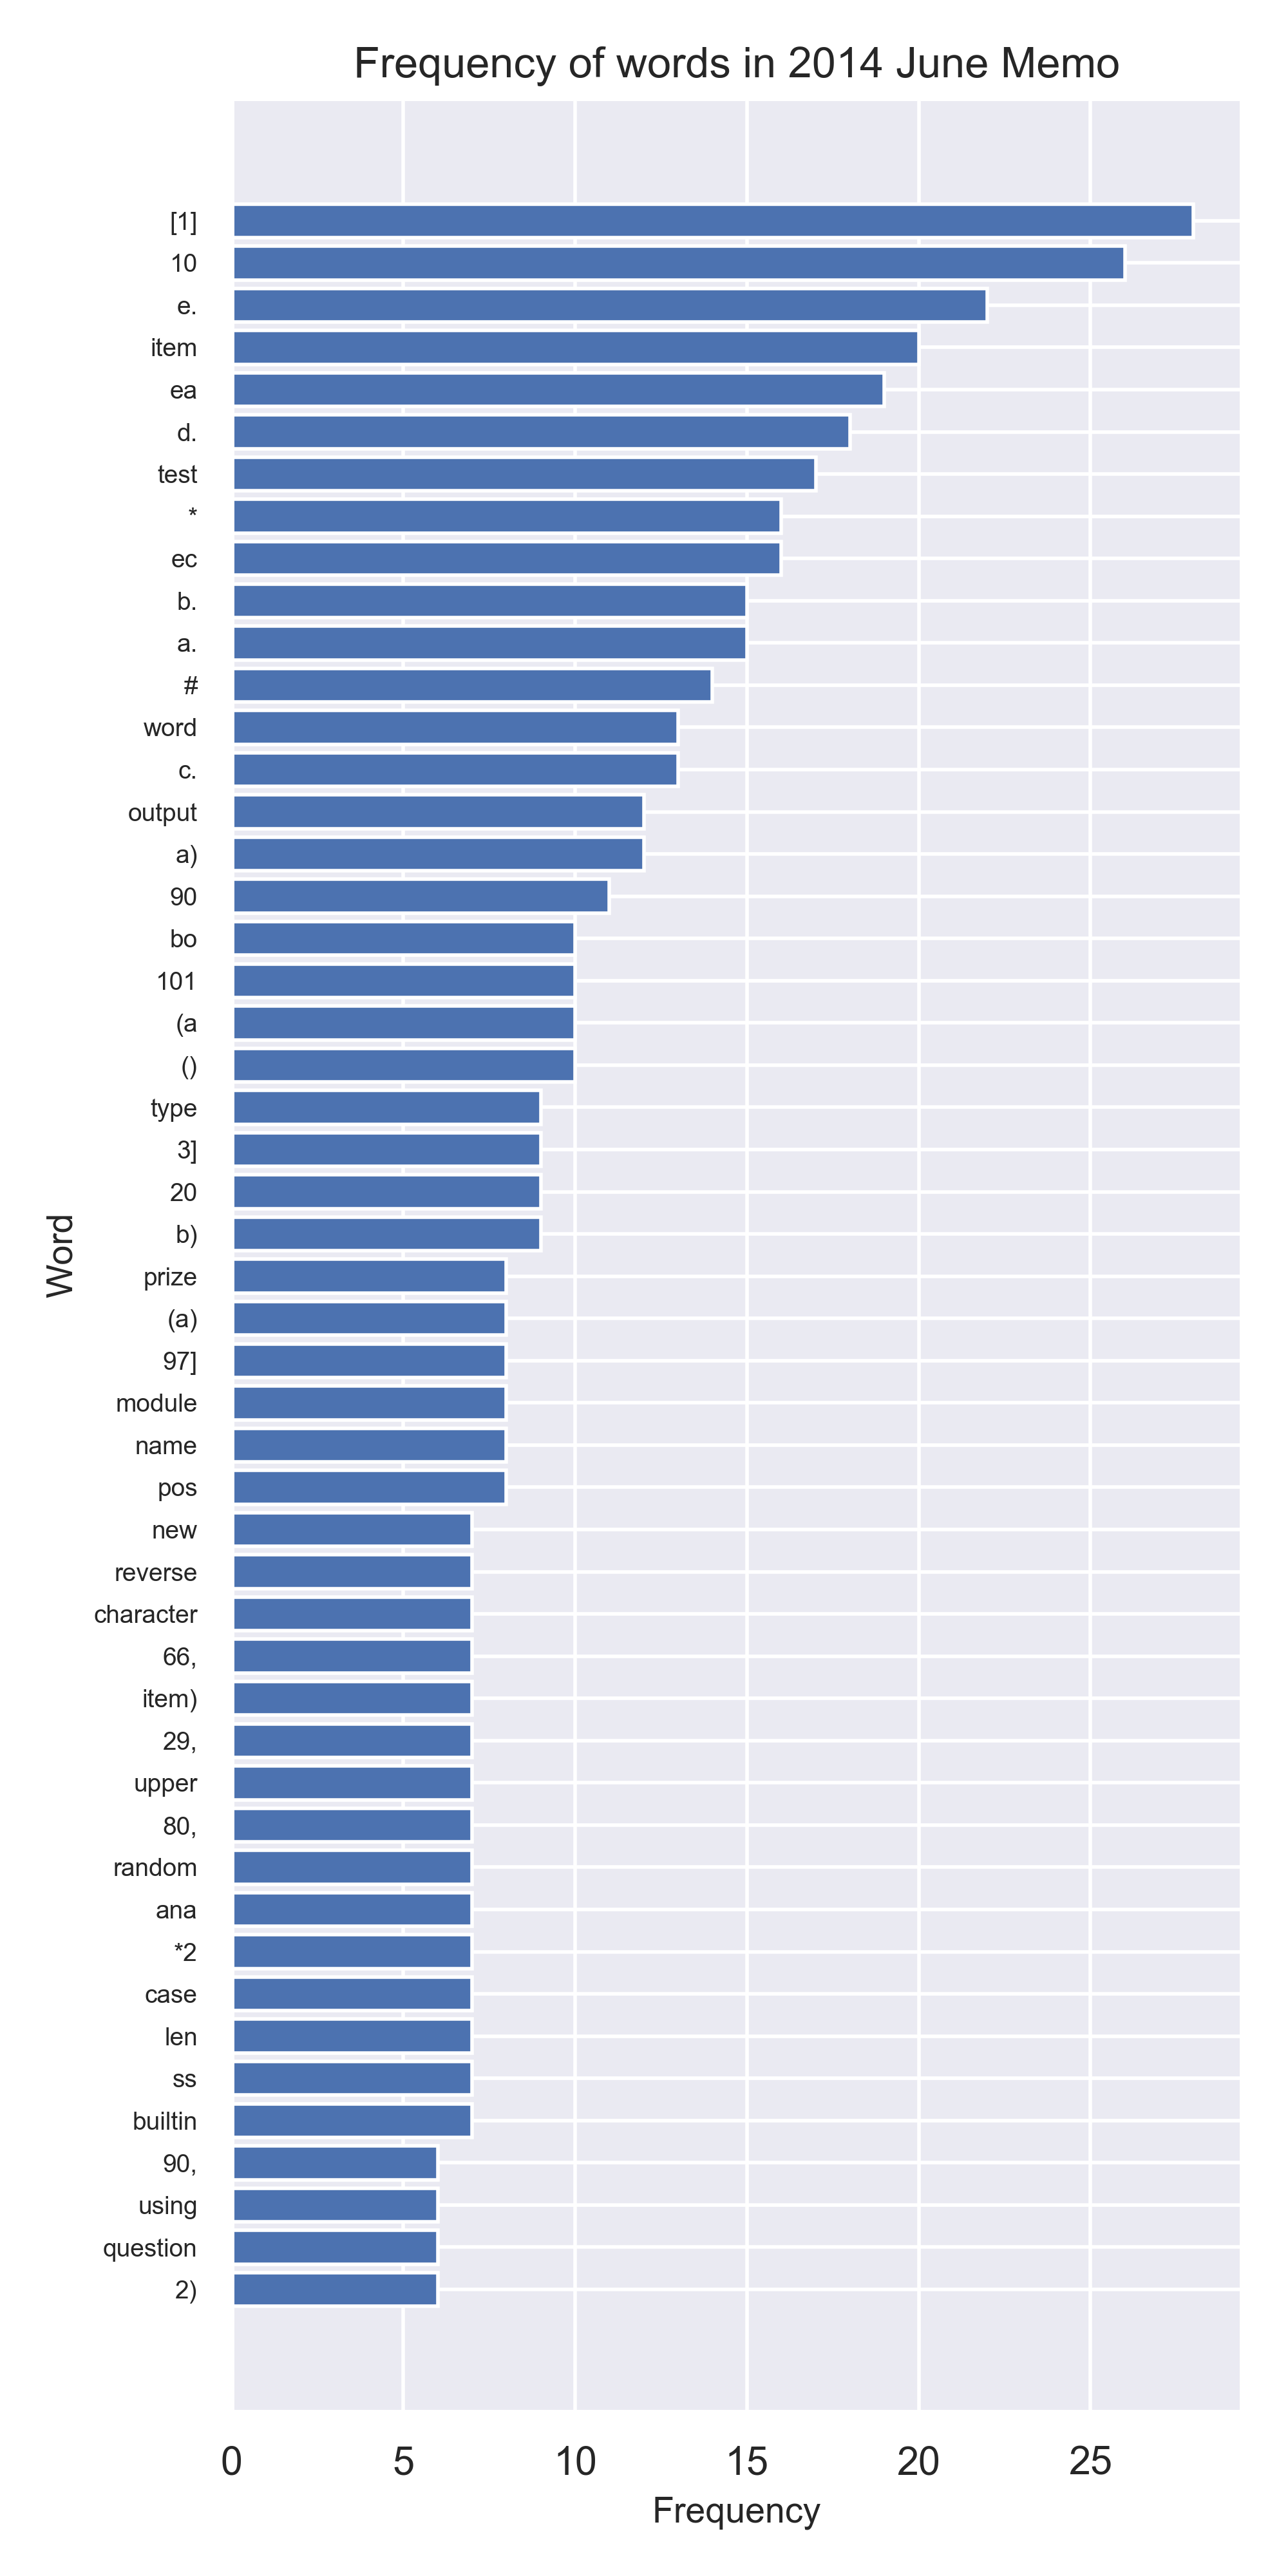 Frequency of words in 2014 June Memo
[1]
10
e.
item
ea
d.
test
*
ec
b.
a.
#
word
c.
output
a)
90
bo
101
(a
()
type
3]
20
b)
prize
(a)
97]
module
name
pos
new
reverse
character
66,
item)
29,
upper
80,
random
ana
*2
case
len
ss
builtin
90,
using
question
2)
Word
0 5 10 15 20 25
Frequency